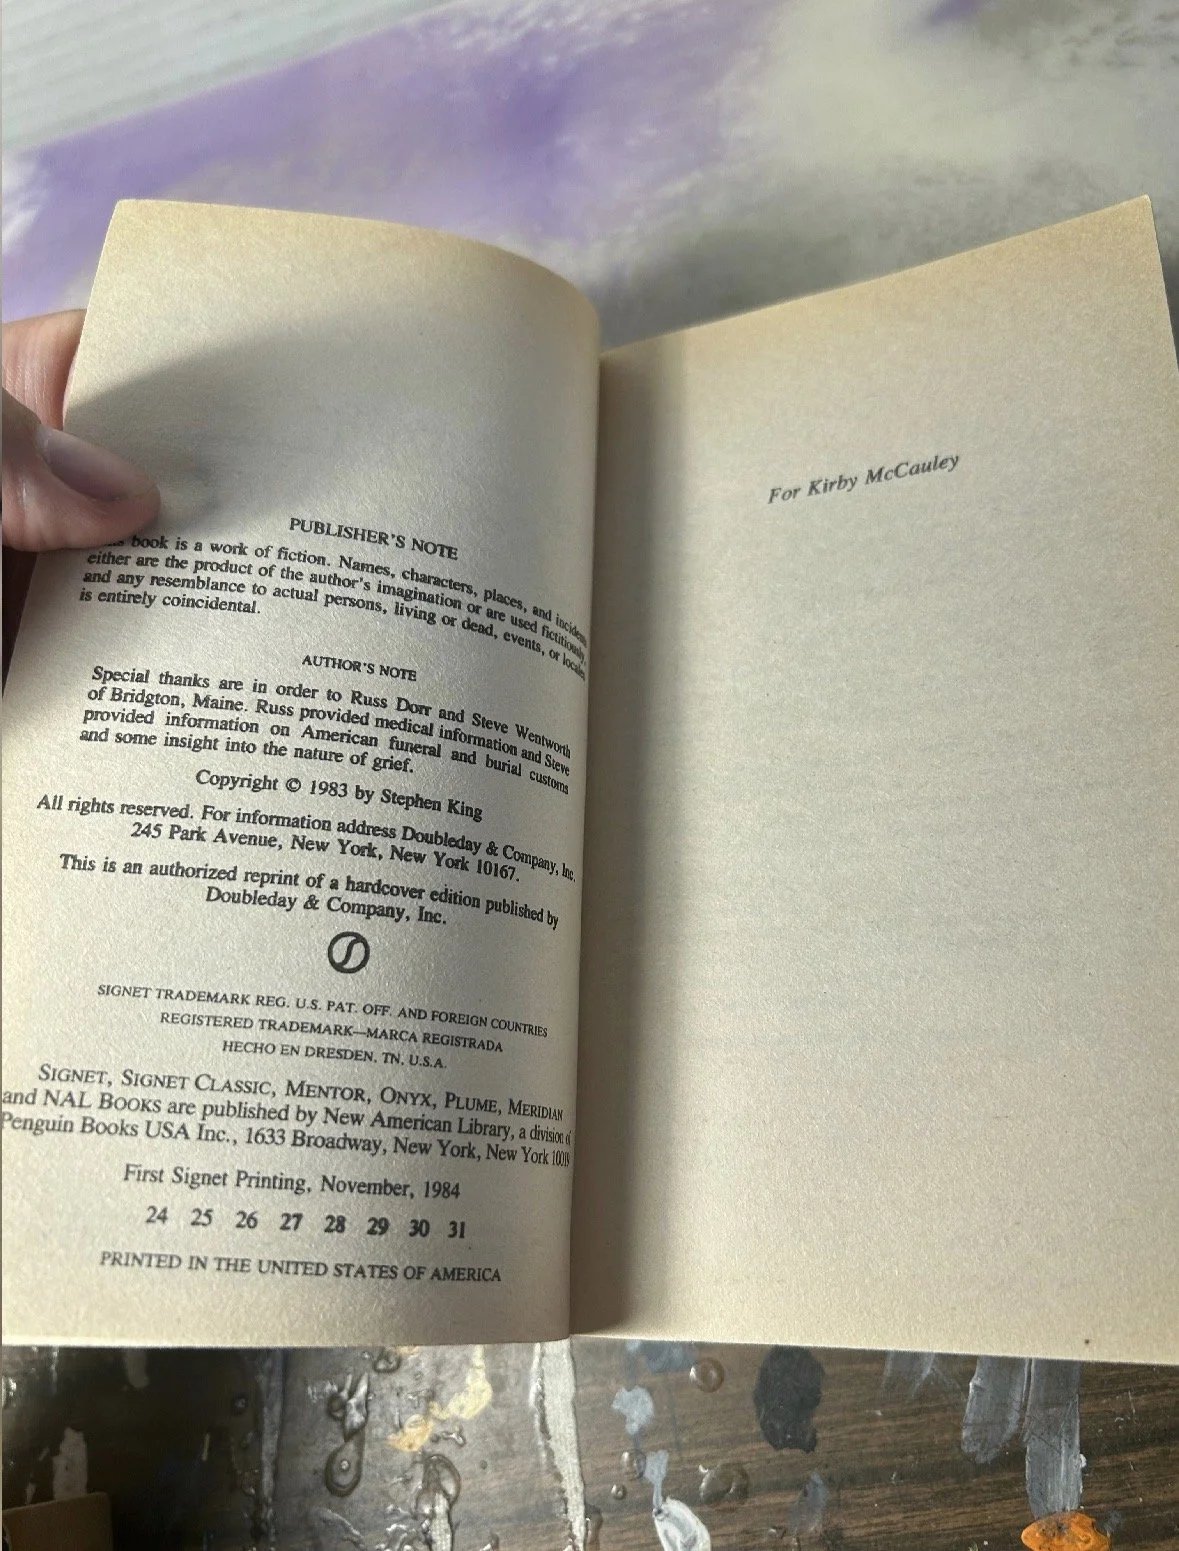 PUBLISHER'S NOTE
book is a work of fiction. Names, characters, places, and incidents
either are the product of the author's imagination or are used fictitiously,
and any resemblance to actual persons, living or dead, events, or locales
is entirely coincidental.
AUTHOR'S NOTE
Special thanks are in order to Russ Dorr and Steve Wentworth
of Bridgton, Maine. Russ provided medical information and Steve
provided information on American funeral and burial customs
and some insight into the nature of grief.
Copyright © 1983 by Stephen King
All rights reserved. For information address Doubleday & Company, Inc.
245 Park Avenue, New York, New York 10167.
This is an authorized reprint of a hardcover edition published by
Doubleday & Company, Inc.
SIGNET TRADEMARK REG. U.S. PAT. OFF. AND FOREIGN COUNTRIES
REGISTERED TRADEMARK—MARCA REGISTRADA
HECHO EN DRESDEN, TN, U.S.A.
SIGNET, SIGNET CLASSIC, MENTOR, ONYX, PLUME, MERIDIAN
and NAL BOOKS are published by New American Library, a division of
Penguin Books USA Inc., 1633 Broadway, New York, New York 10019
First Signet Printing, November, 1984
24 25 26 27 28 29 30 31
PRINTED IN THE UNITED STATES OF AMERICA
For Kirby McCauley